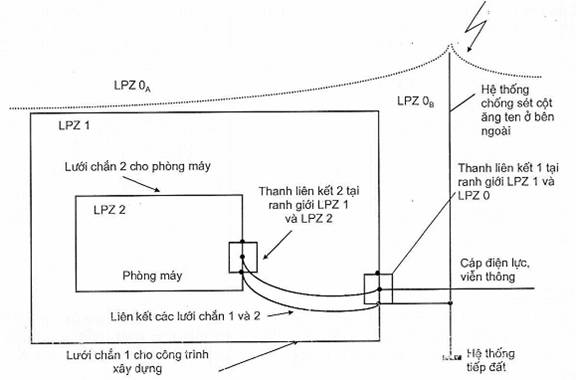 LPZ 0A
LPZ 0B
Hệ thống
chống sét cột
ăng ten ở bên
ngoài
LPZ 1
Lưới chắn 2 cho phòng máy
Thanh liên kết 2 tại
ranh giới LPZ 1
và LPZ 2
Thanh liên kết 1 tại
ranh giới LPZ 1 và
LPZ 0
LPZ 2
Phòng máy
Cáp điện lực,
viễn thông
Liên kết các lưới chắn 1 và 2
Lưới chắn 1 cho công trình
xây dựng
Hệ thống
tiếp đất